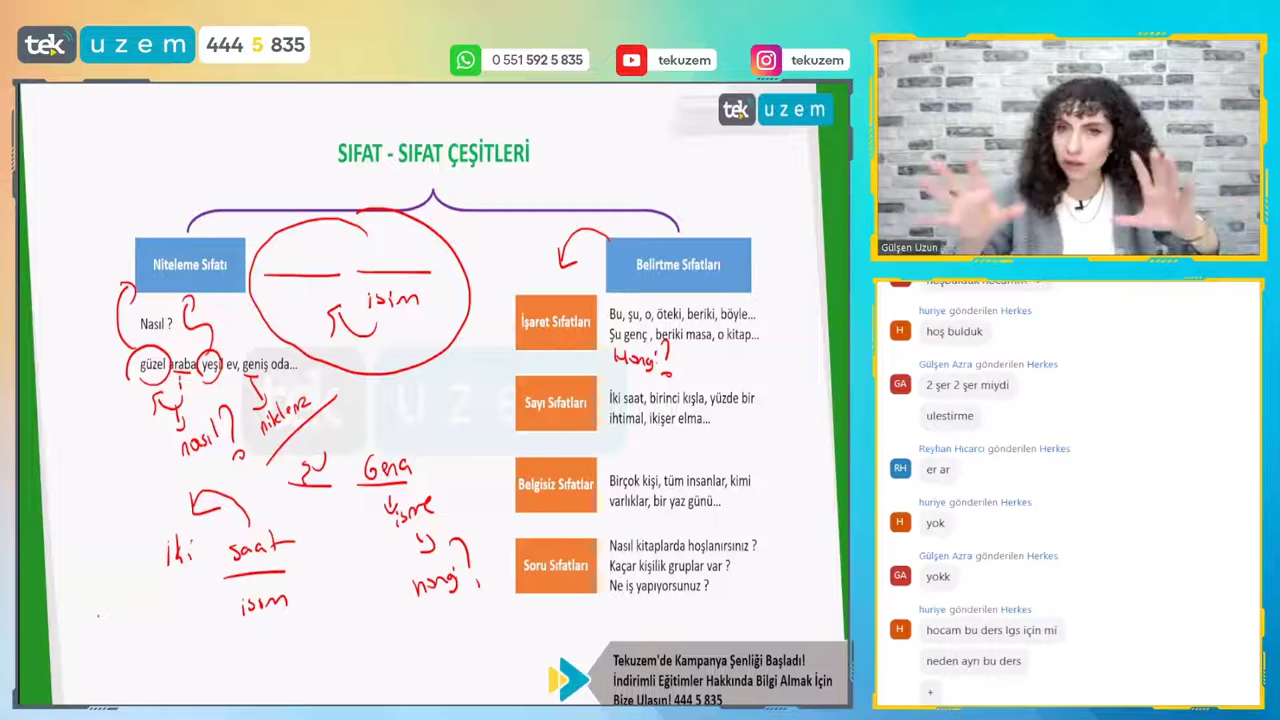 tek uzem 444 5 835
0 551 592 5 835
tekuzem
tekuzem
tek uzem
SIFAT - SIFAT ÇEŞİTLERİ
Niteleme Sıfatı
Nasıl ?
güzel araba, yeşil ev, geniş oda...
isim
nasıl?
şu Genç
isme
hangi?
iki saat
isim
Belirtme Sıfatları
İşaret Sıfatları
Bu, şu, o, öteki, beriki, böyle...
Şu genç , beriki masa, o kitap...
Hangi?
Sayı Sıfatları
İki saat, birinci kışla, yüzde bir
ihtimal, ikişer elma...
Belgisiz Sıfatlar
Birçok kişi, tüm insanlar, kimi
varlıklar, bir yaz günü...
Soru Sıfatları
Nasıl kitaplarda hoşlanırsınız ?
Kaçar kişilik gruplar var ?
Ne iş yapıyorsunuz ?
tek uzem
Tekuzem'de Kampanya Şenliği Başladı!
İndirimli Eğitimler Hakkında Bilgi Almak İçin
Bize Ulaşın! 444 5 835
Gülşen Uzun
huriye gönderilen Herkes
H hoş bulduk
Gülşen Azra gönderilen Herkes
GA 2 şer 2 şer miydi
ulestirme
Reyhan Hıcarcı gönderilen Herkes
RH er ar
huriye gönderilen Herkes
H yok
Gülşen Azra gönderilen Herkes
GA yokk
huriye gönderilen Herkes
H hocam bu ders lgs için mi
neden ayrı bu ders
+